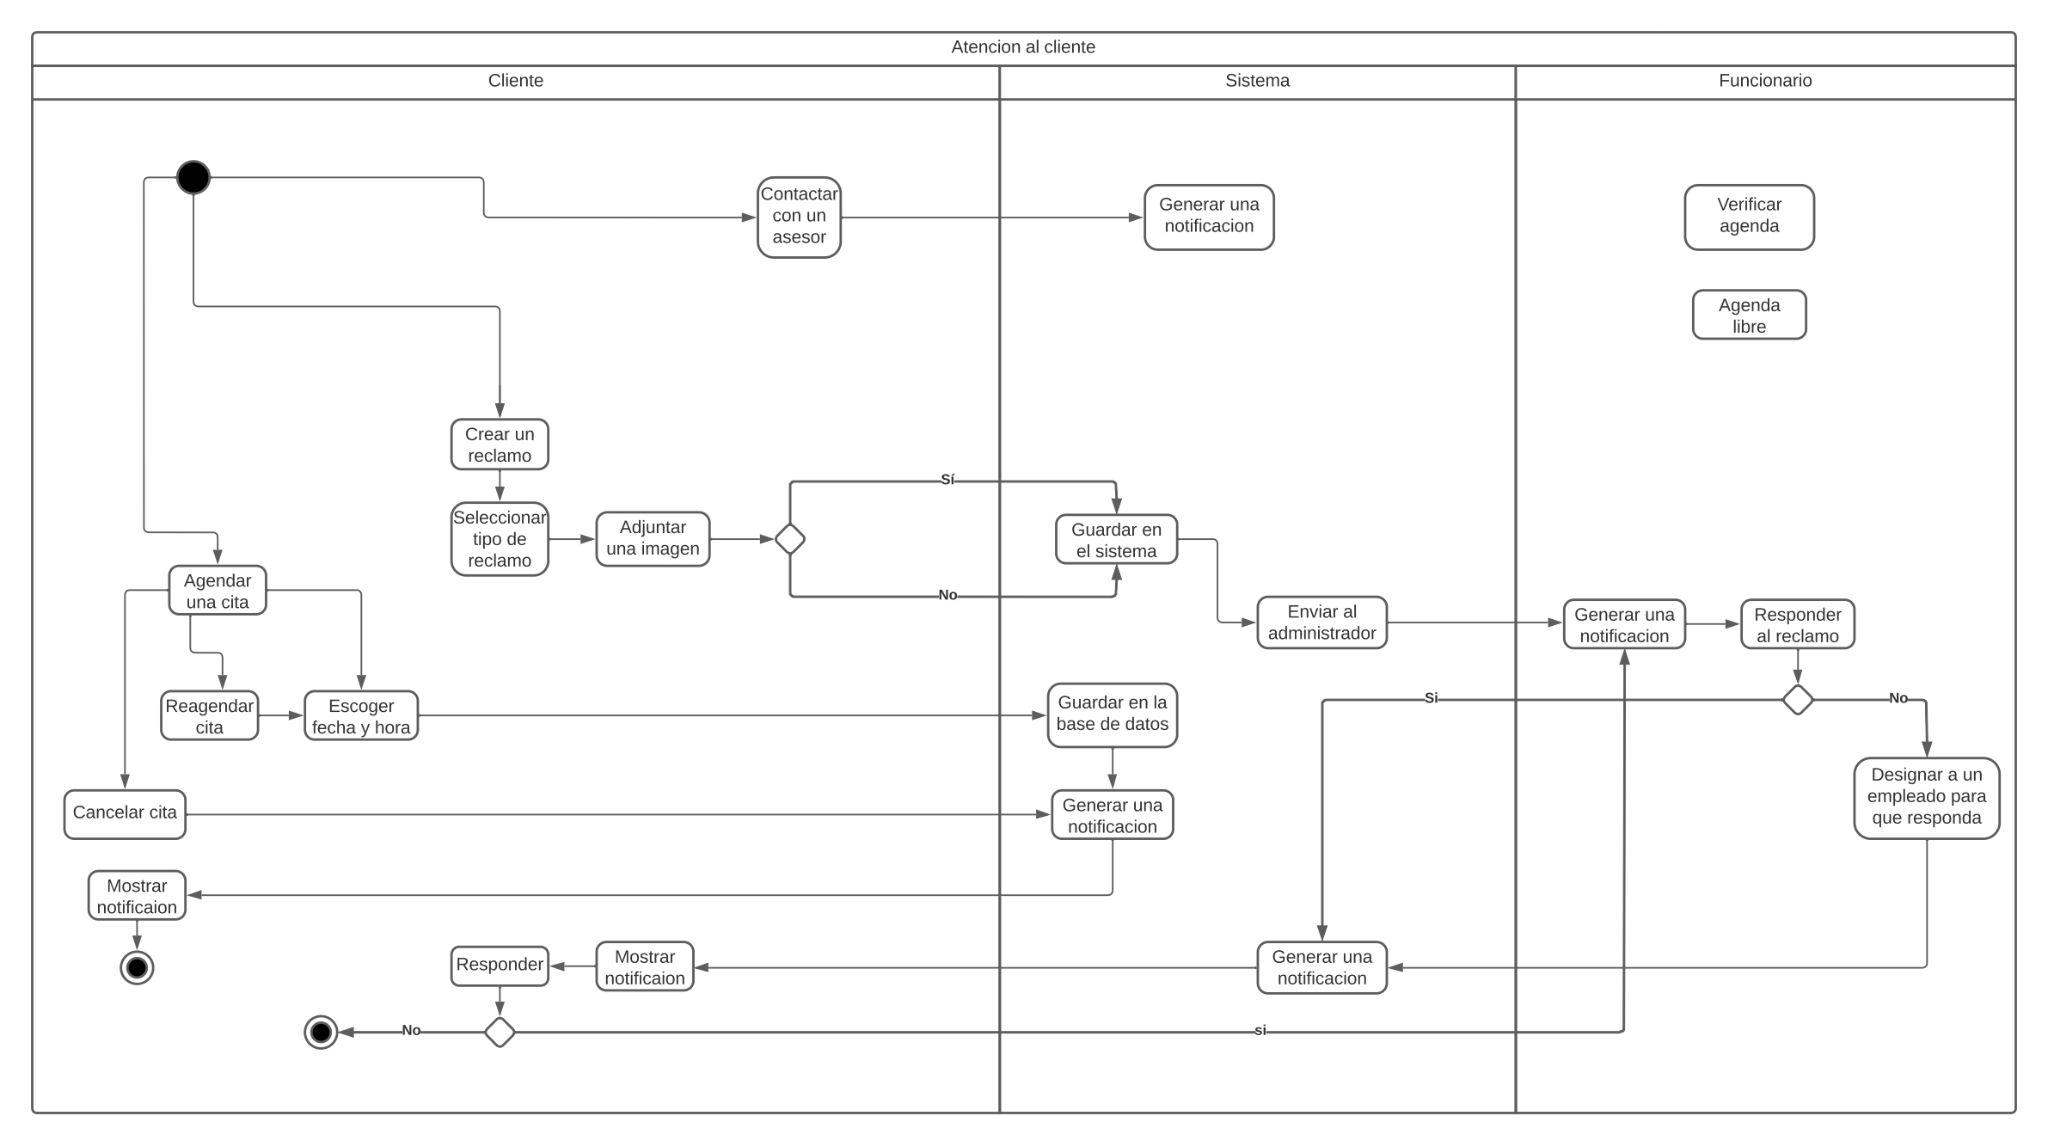 Atencion al cliente
Cliente
Sistema
Funcionario
Contactar
con un
asesor
Generar una
notificacion
Verificar
agenda
Agenda
libre
Crear un
reclamo
Seleccionar
tipo de
reclamo
Adjuntar
una imagen
Sí
No
Guardar en
el sistema
Enviar al
administrador
Generar una
notificacion
Responder
al reclamo
Si
No
Designar a un
empleado para
que responda
Agendar
una cita
Reagendar
cita
Escoger
fecha y hora
Guardar en la
base de datos
Cancelar cita
Generar una
notificacion
Mostrar
notificaion
Generar una
notificacion
Mostrar
notificaion
Responder
No
si